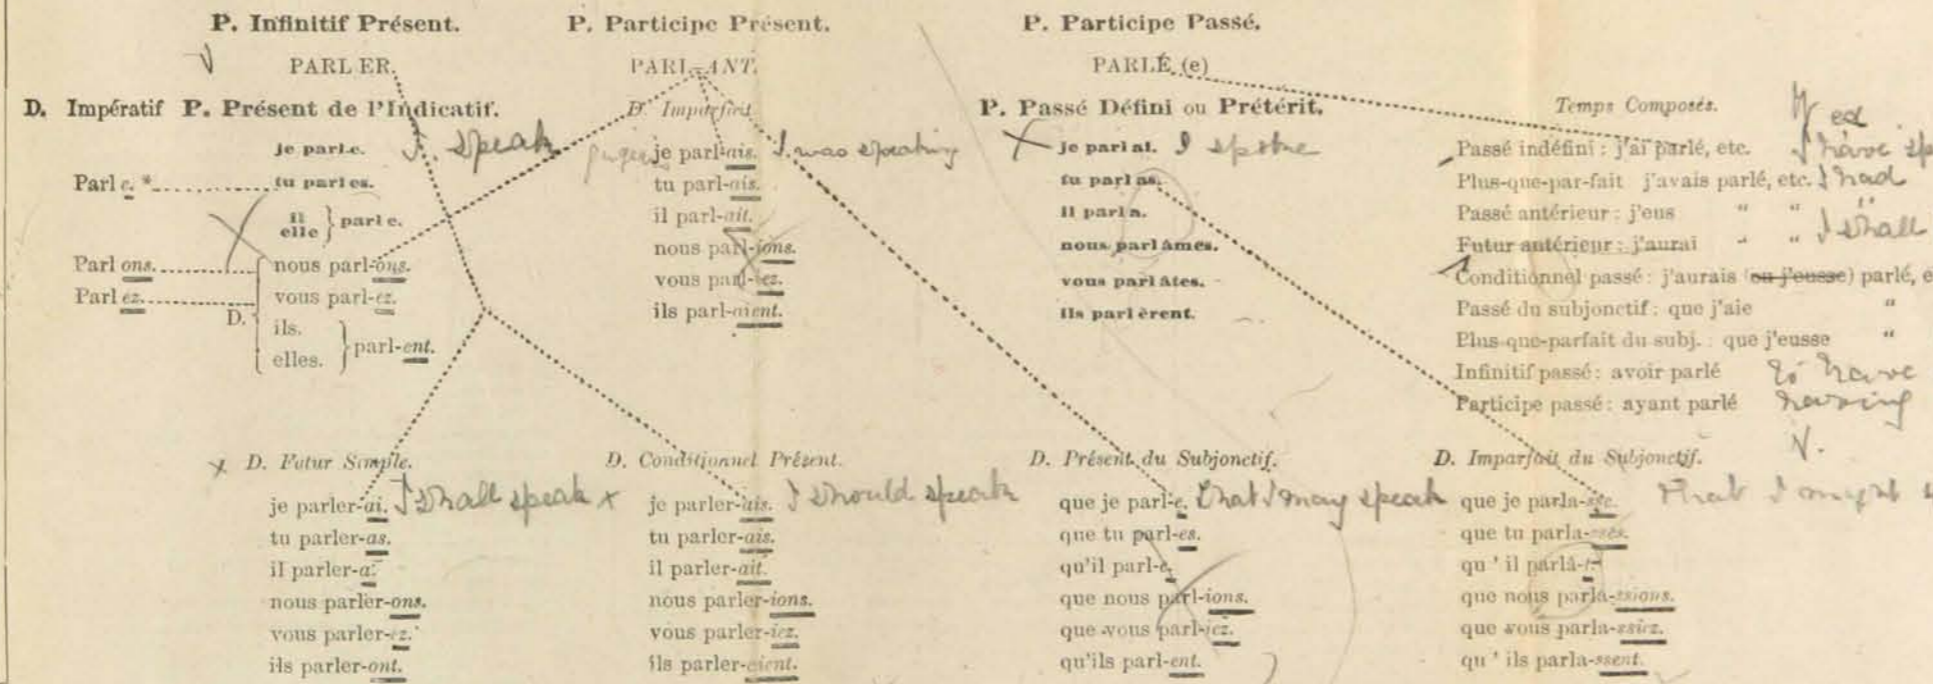 P. Infinitif Présent.
PARL ER.
D. Impératif
Parl e. *
Parl ons.
Parl ez.
P. Présent de l'Indicatif.
je parl e. I. speak
tu parl es.
il
elle } parl e.
nous parl-ons.
vous parl-ez.
D.
ils.
elles. } parl-ent.
P. Participe Présent.
PARL-ANT.
D. Imparfait
je parl-ais. I was speaking
tu parl-ais.
il parl-ait.
nous parl-ions.
vous parl-iez.
ils parl-aient.
P. Participe Passé.
PARLÉ (e)
P. Passé Défini ou Prétérit.
je parl ai. I spoke
tu parl as.
il parl a.
nous parl âmes.
vous parl âtes.
ils parl èrent.
Temps Composés. ed
Passé indéfini : j'ai parlé, etc. I have sp
Plus-que-par-fait j'avais parlé, etc. I had
Passé antérieur : j'eus " "
Futur antérieur : j'aurai " " I shall
Conditionnel passé : j'aurais (ou j'eusse) parlé, e
Passé du subjonctif : que j'aie "
Plus-que-parfait du subj. : que j'eusse "
Infinitif passé : avoir parlé to have
Participe passé : ayant parlé having
D. Futur Simple.
je parler-ai. I shall speak x
tu parler-as.
il parler-a.
nous parler-ons.
vous parler-ez.
ils parler-ont.
D. Conditionnel Présent.
je parler-ais. I should speak
tu parler-ais.
il parler-ait.
nous parler-ions.
vous parler-iez.
ils parler-aient.
D. Présent du Subjonctif.
que je parl-e. that I may speak
que tu parl-es.
qu'il parl-e.
que nous parl-ions.
que vous parl-iez.
qu'ils parl-ent.
D. Imparfait du Subjonctif.
que je parla-sse. that I might s
que tu parla-sses.
qu ' il parlâ-t.
que nous parla-ssions.
que vous parla-ssiez.
qu ' ils parla-ssent.